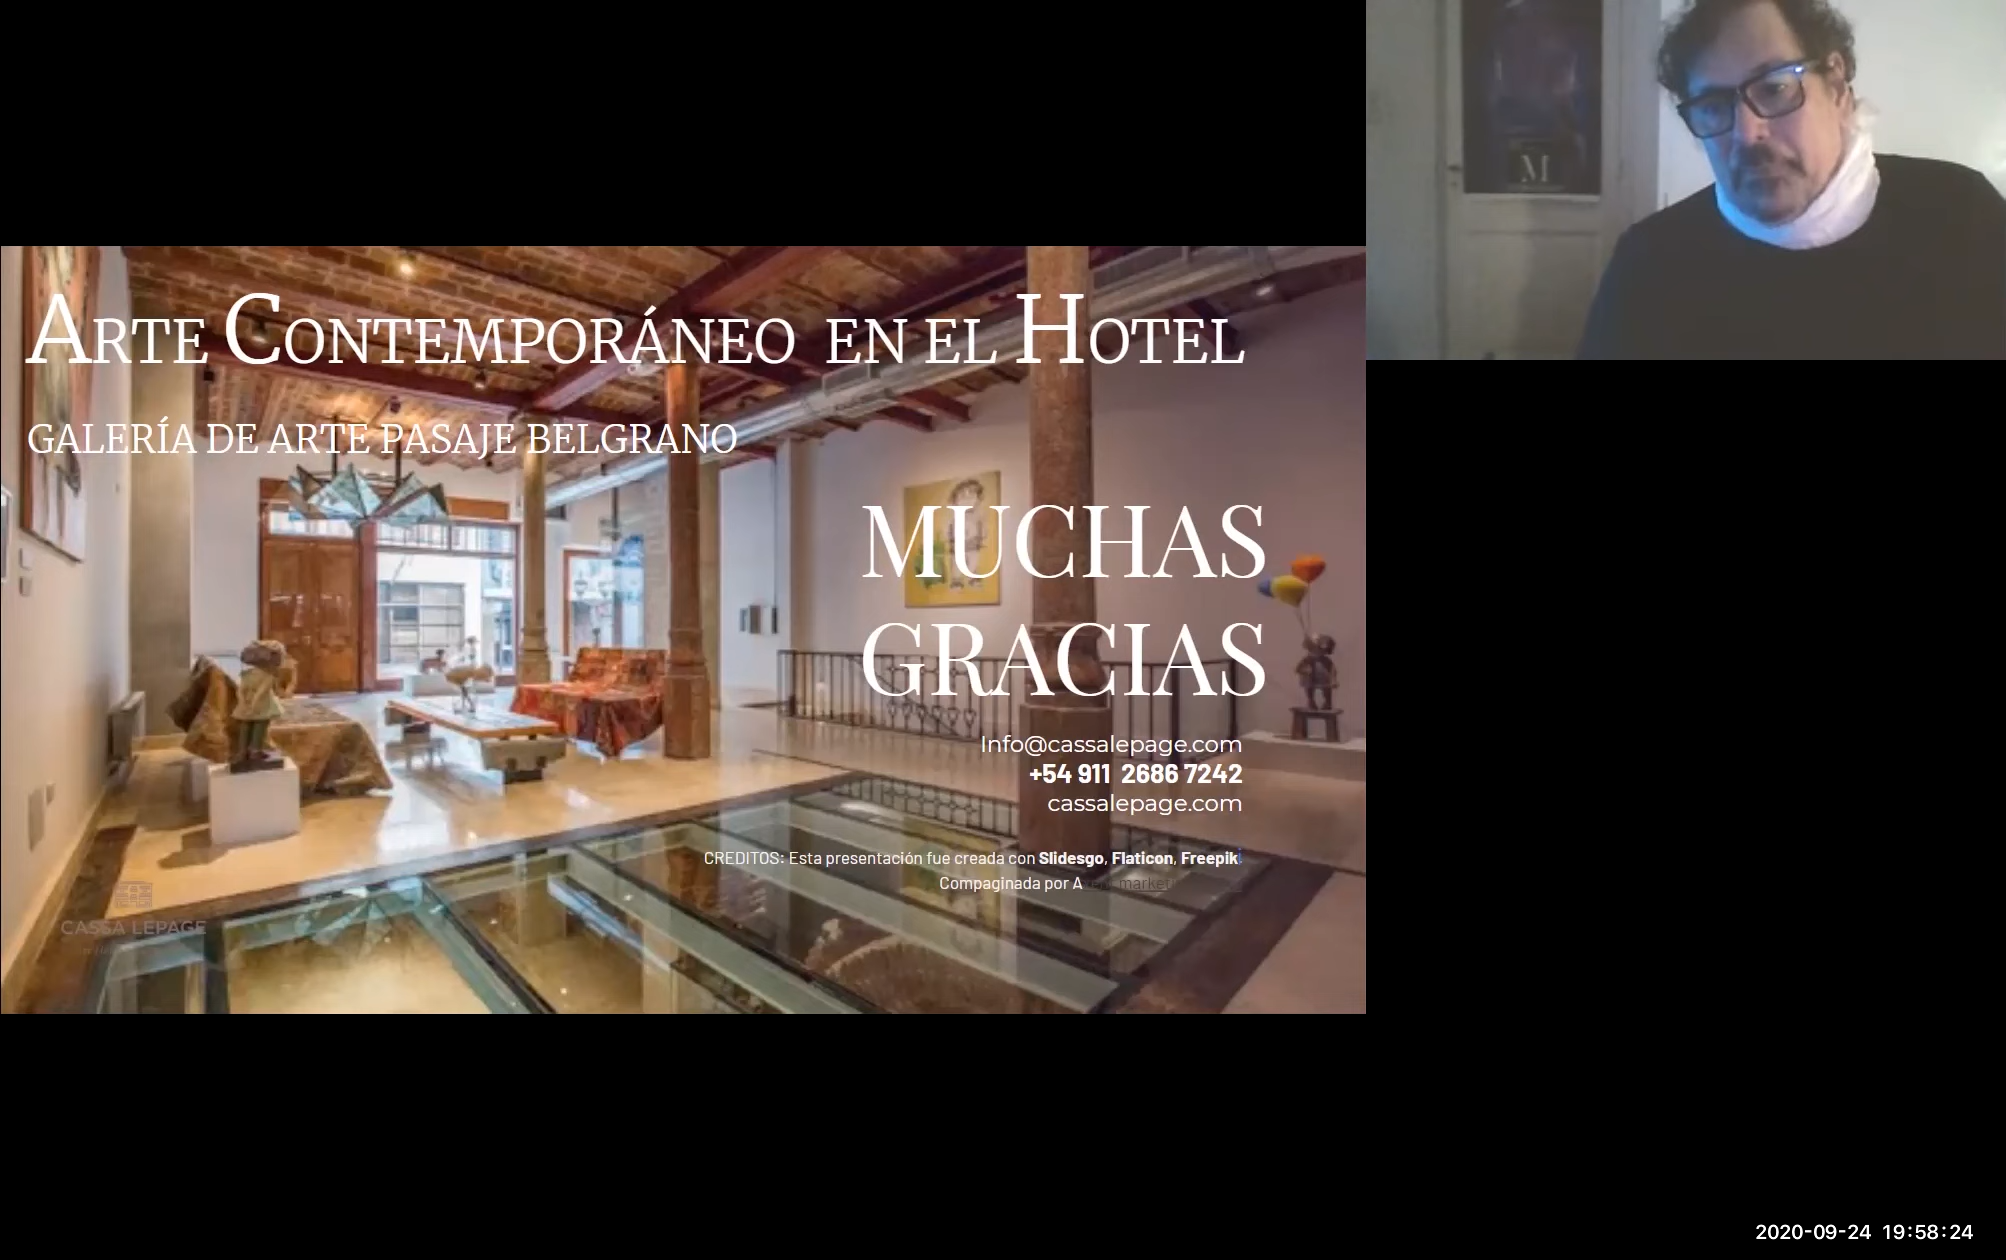 ARTE CONTEMPORÁNEO EN EL HOTEL
GALERÍA DE ARTE PASAJE BELGRANO
MUCHAS
GRACIAS
Info@cassalepage.com
+54 911 2686 7242
cassalepage.com
CREDITOS: Esta presentación fue creada con Slidesgo, Flaticon, Freepik
Compaginada por A market
CASSA LEPAGE
M
2020-09-24 19:58:24